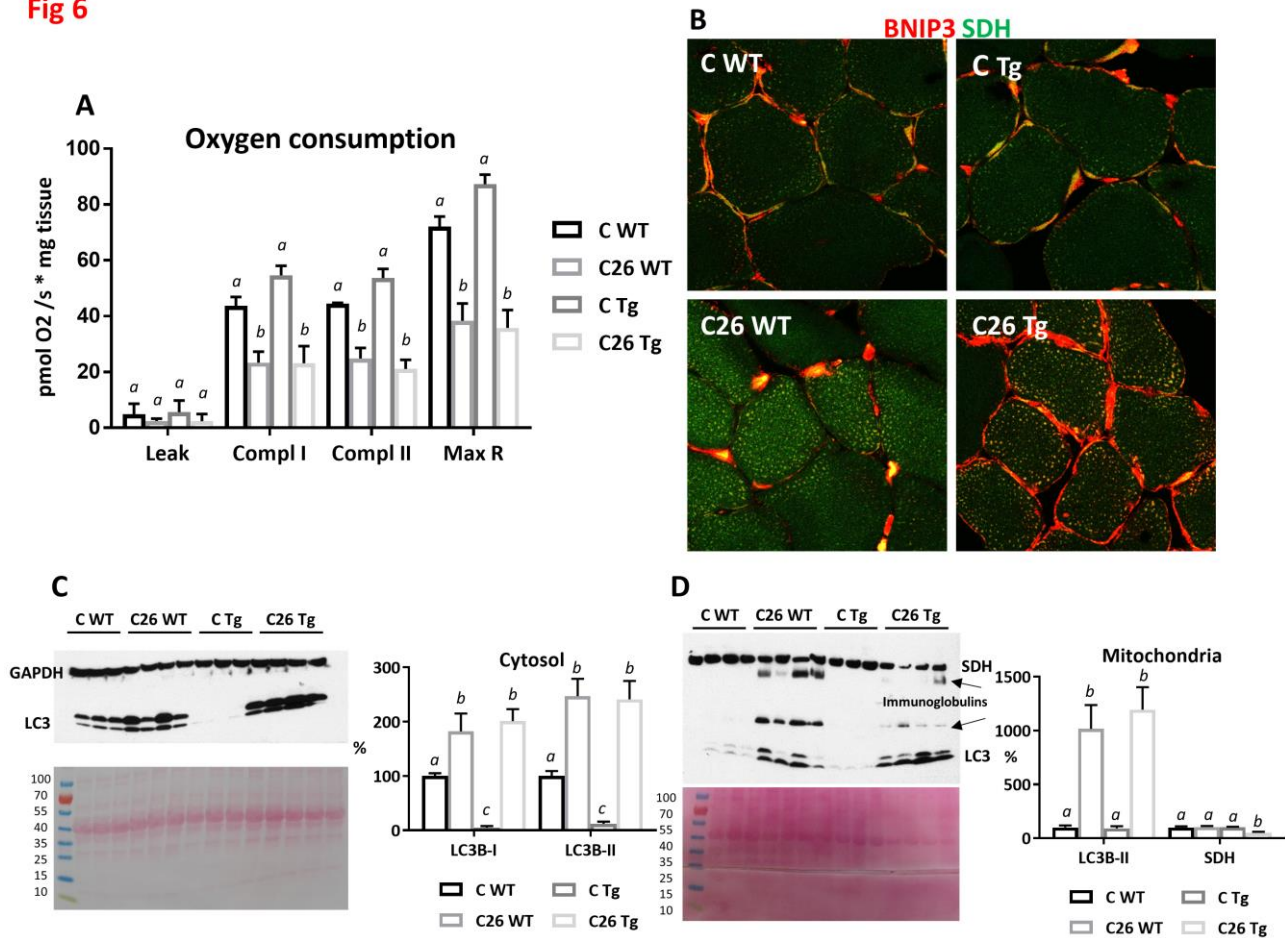 Fig 6
A
Oxygen consumption
pmol O2 /s * mg tissue
100
80
60
40
20
0
a
a
a
a
a
b
a
b
a
b
a
b
a
b
a
b
Leak
Compl I
Compl II
Max R
C WT
C26 WT
C Tg
C26 Tg
B
BNIP3 SDH
C WT
C Tg
C26 WT
C26 Tg
C
C WT
C26 WT
C Tg
C26 Tg
GAPDH
LC3
100
70
55
40
35
25
15
10
Cytosol
%
300
200
100
0
a
b
c
b
a
b
c
b
LC3B-I
LC3B-II
C WT
C Tg
C26 WT
C26 Tg
D
C WT
C26 WT
C Tg
C26 Tg
SDH
Immunoglobulins
LC3
100
70
55
40
35
25
15
10
Mitochondria
%
1500
1000
500
0
a
b
a
b
a
a
a
b
LC3B-II
SDH
C WT
C Tg
C26 WT
C26 Tg